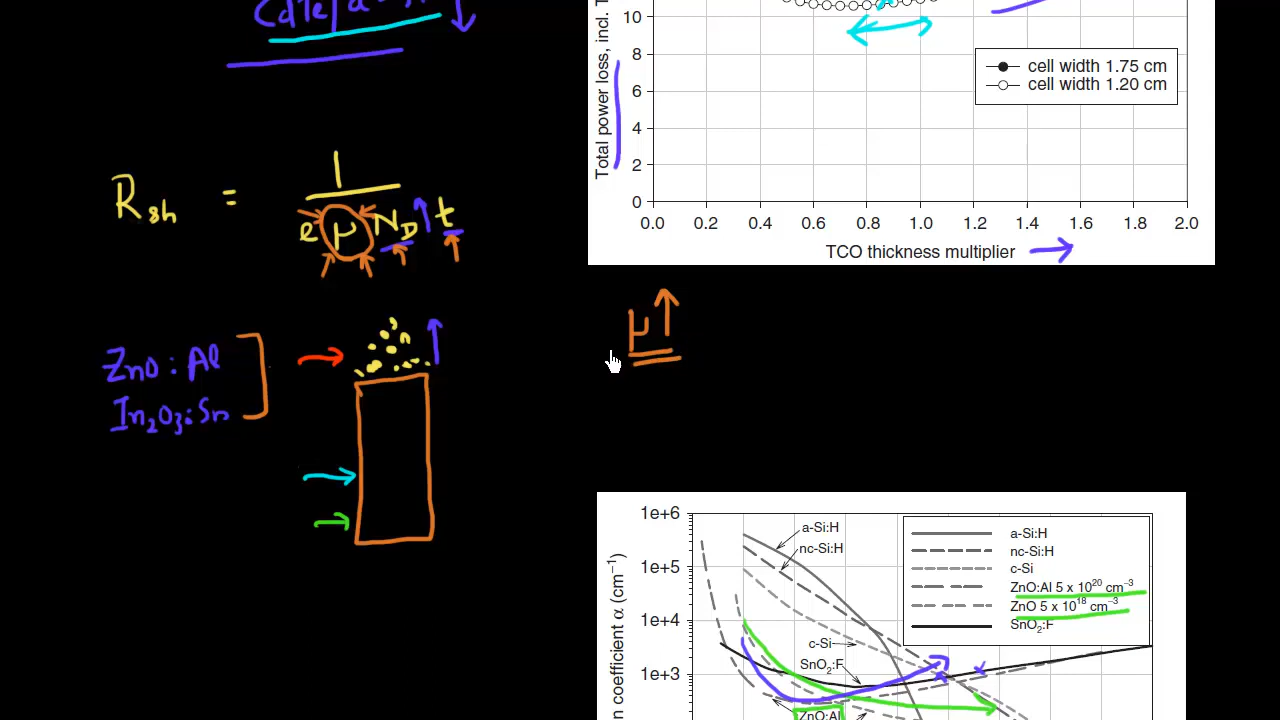 CdTe/a-
R_sh = 1 / e μ N_D t
ZnO : Al
In₂O₃:Sn
μ↑
Total power loss, incl. T
10
8
6
4
2
0
0.0 0.2 0.4 0.6 0.8 1.0 1.2 1.4 1.6 1.8 2.0
TCO thickness multiplier
cell width 1.75 cm
cell width 1.20 cm
n coefficient α (cm⁻¹)
1e+6
1e+5
1e+4
1e+3
a-Si:H
nc-Si:H
c-Si
SnO₂:F
ZnO:Al
a-Si:H
nc-Si:H
c-Si
ZnO:Al 5 x 10²⁰ cm⁻³
ZnO 5 x 10¹⁸ cm⁻³
SnO₂:F